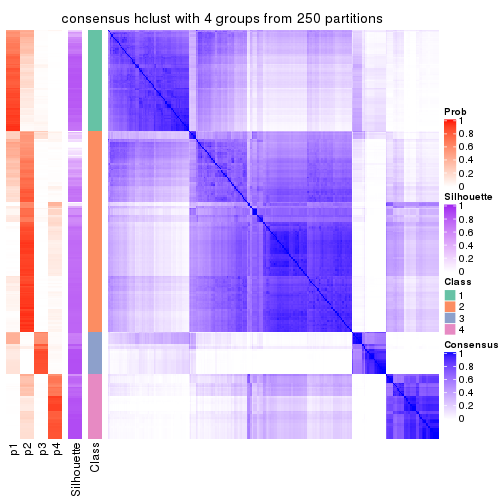 consensus hclust with 4 groups from 250 partitions
Prob
1
0.8
0.6
0.4
0.2
0
Silhouette
1
0.8
0.6
0.4
0.2
0
Class
1
2
3
4
Consensus
1
0.8
0.6
0.4
0.2
0
p1
p2
p3
p4
Silhouette
Class